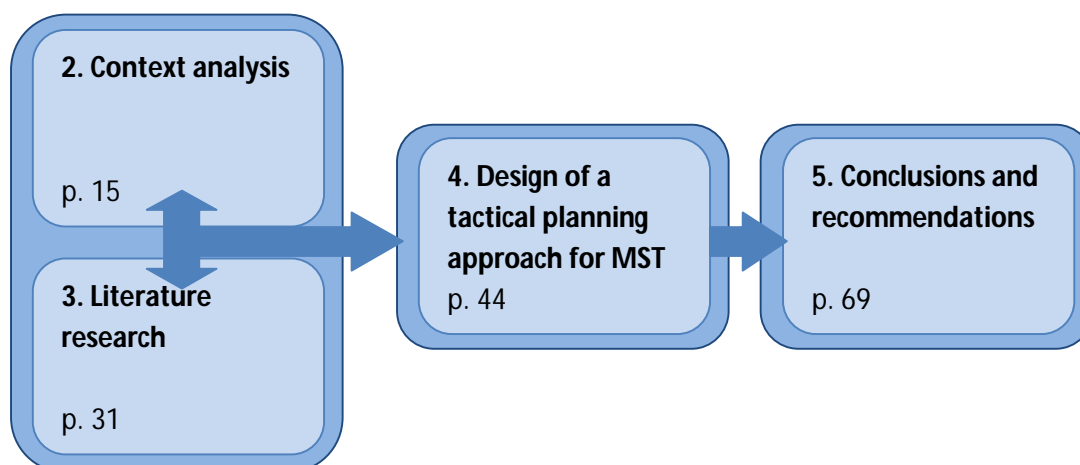 2. Context analysis
p. 15
3. Literature
research
p. 31
4. Design of a
tactical planning
approach for MST
p. 44
5. Conclusions and
recommendations
p. 69